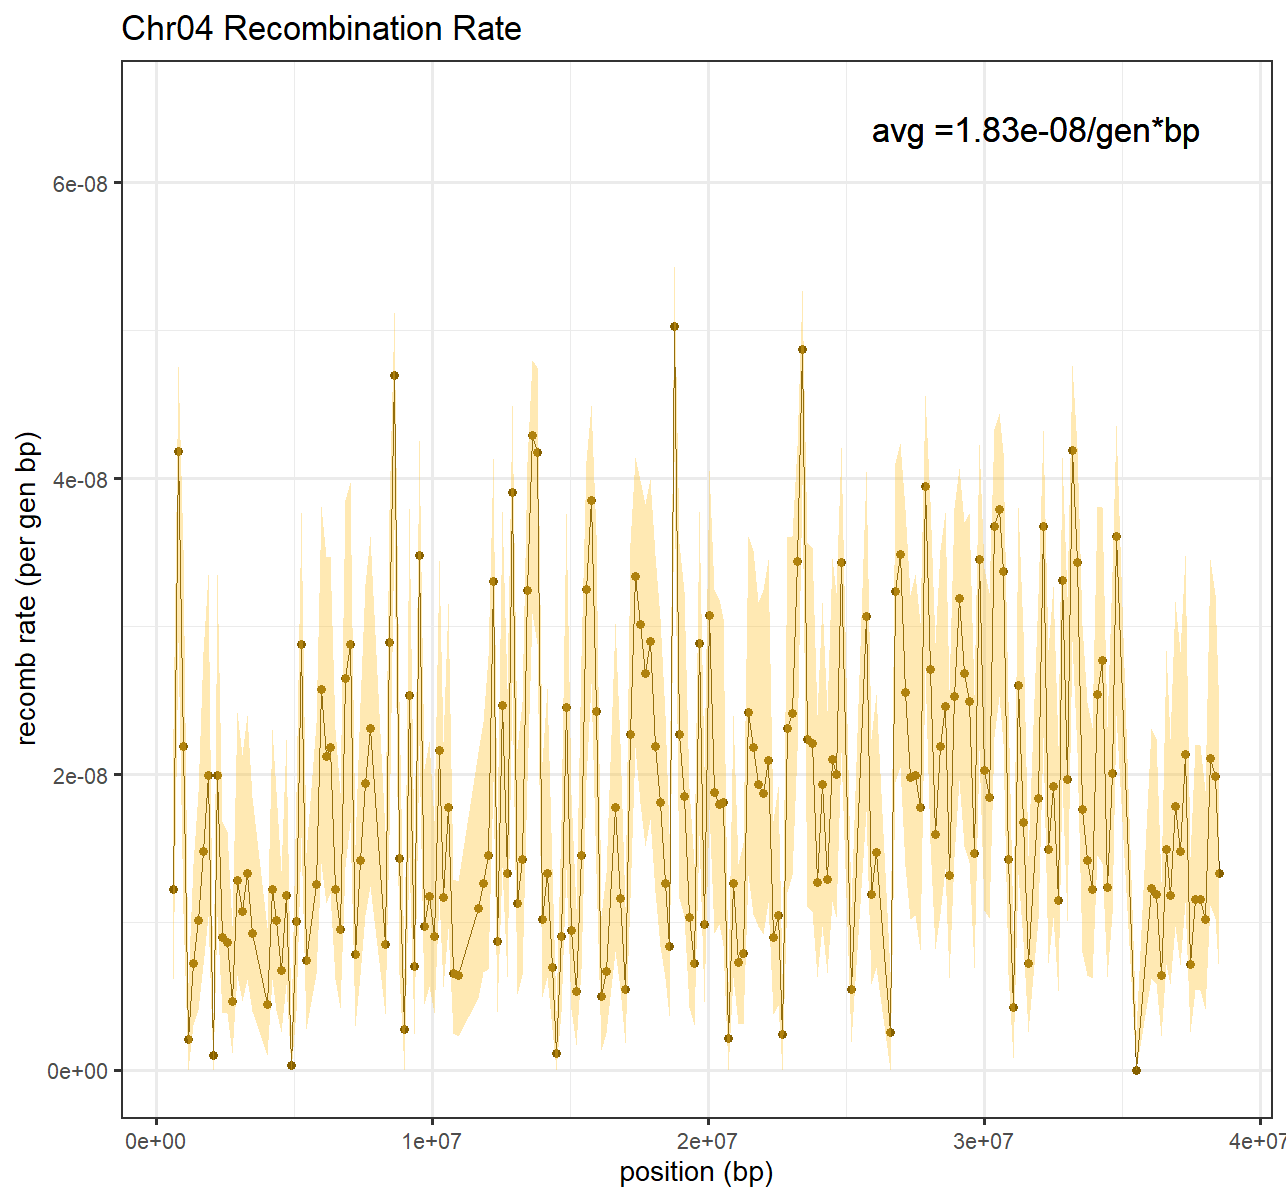 Chr04 Recombination Rate
avg =1.83e-08/gen*bp
recomb rate (per gen bp)
6e-08
4e-08
2e-08
0e+00
0e+00 1e+07 2e+07 3e+07 4e+07
position (bp)